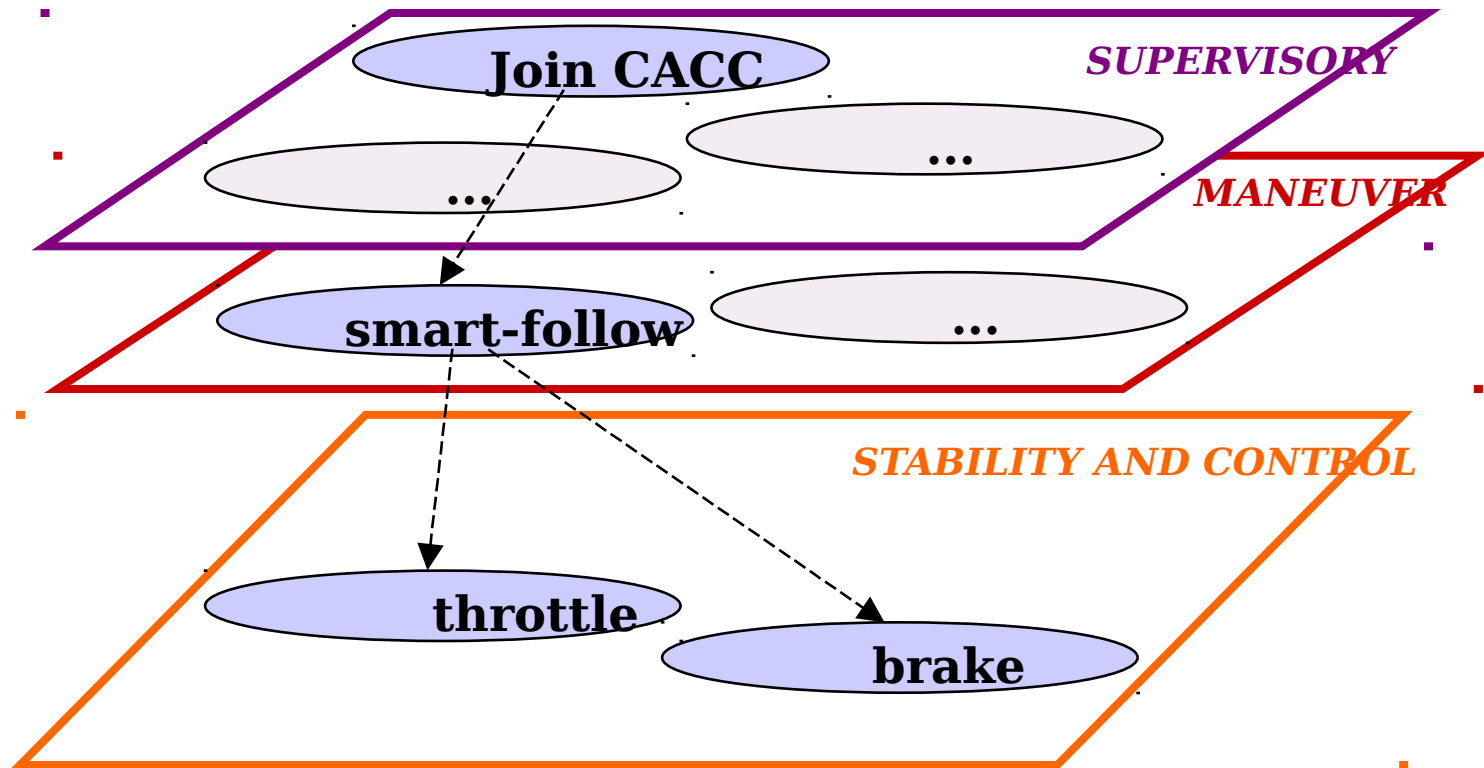 Join CACC
SUPERVISORY
...
...
MANEUVER
smart-follow
...
STABILITY AND CONTROL
throttle
brake